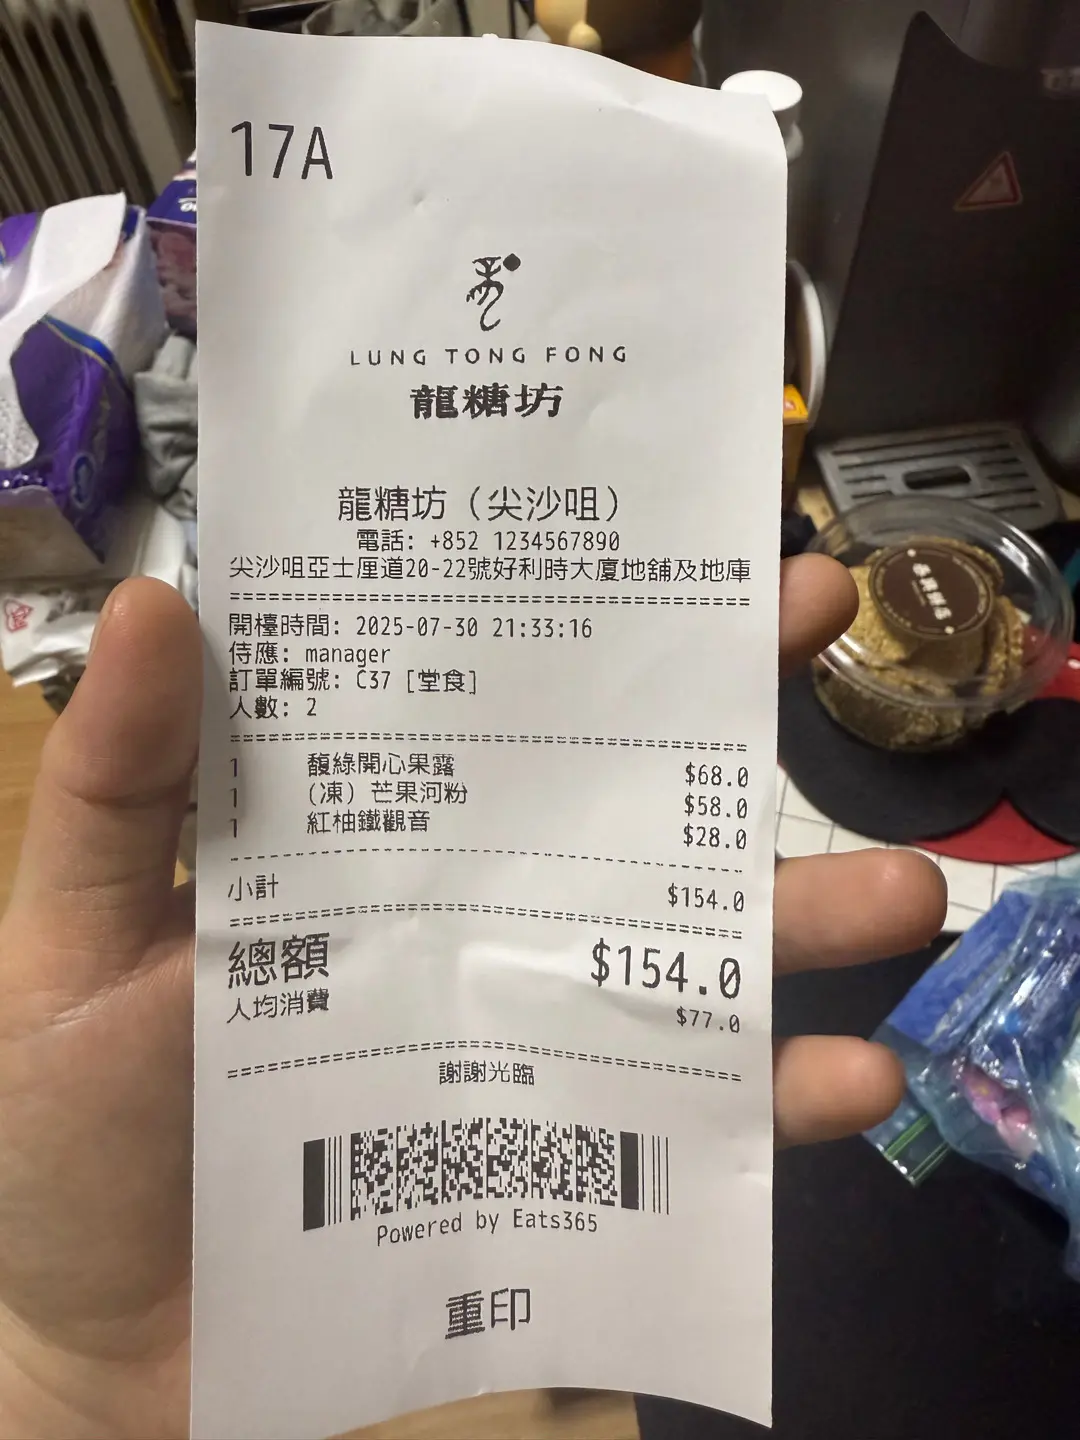 17A
LUNG TONG FONG
龍糖坊
龍糖坊（尖沙咀）
電話: +852 1234567890
尖沙咀亞士厘道20-22號好利時大廈地舖及地庫
開檯時間: 2025-07-30 21:33:16
侍應: manager
訂單編號: C37 [堂食]
人數: 2
1 馥綠開心果露 $68.0
1 （凍）芒果河粉 $58.0
1 紅柚鐵觀音 $28.0
小計 $154.0
總額 $154.0
人均消費 $77.0
謝謝光臨
Powered by Eats365
重印